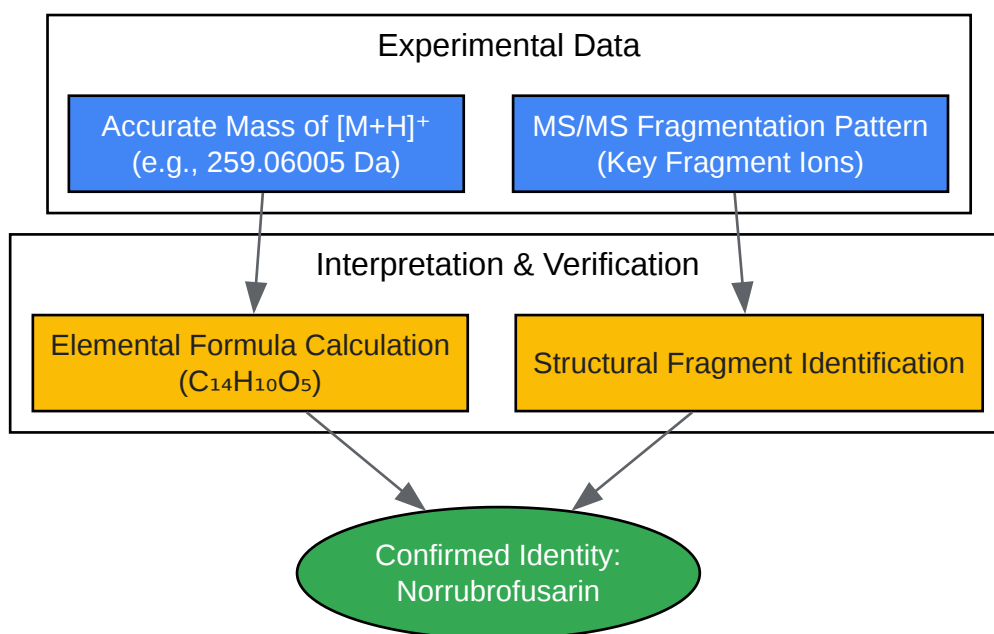 Experimental Data
Accurate Mass of [M+H]⁺
(e.g., 259.06005 Da)
MS/MS Fragmentation Pattern
(Key Fragment Ions)
Interpretation & Verification
Elemental Formula Calculation
(C₁₄H₁₀O₅)
Structural Fragment Identification
Confirmed Identity:
Norrubrofusarin